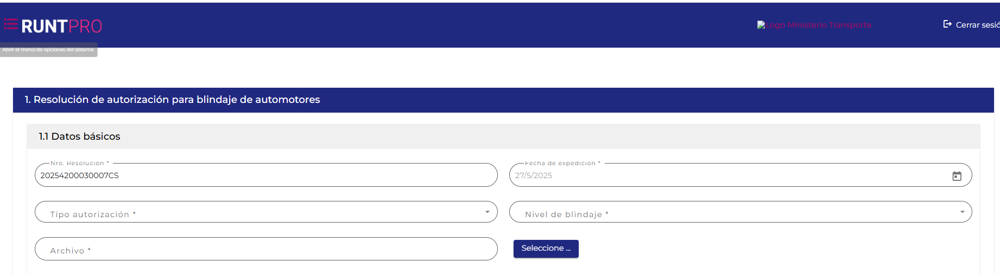 RUNTPRO
Logo Ministerio Transporte
Cerrar sesió
Abrir el menú de opciones del sistema
1. Resolución de autorización para blindaje de automotores
1.1 Datos básicos
Nro. Resolución *
20254200030007CS
Fecha de expedición *
27/5/2025
Tipo autorización *
Nivel de blindaje *
Archivo *
Seleccione ...